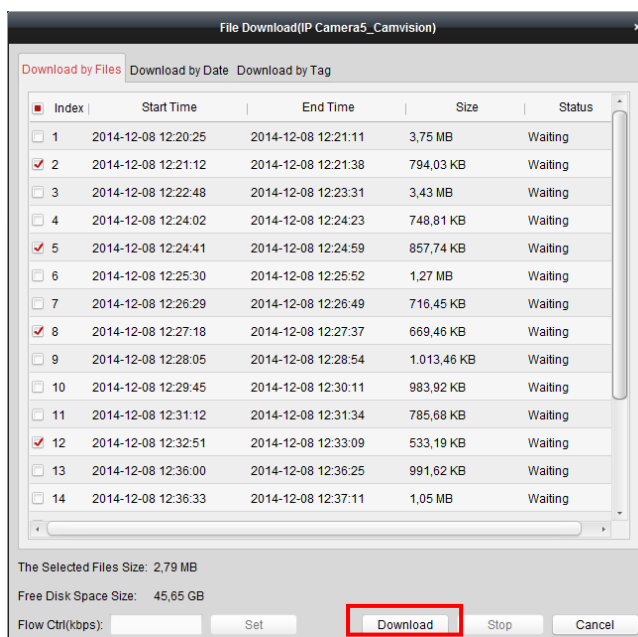 File Download(IP Camera5_Camvision)
Download by Files Download by Date Download by Tag
Index Start Time End Time Size Status
1 2014-12-08 12:20:25 2014-12-08 12:21:11 3,75 MB Waiting
2 2014-12-08 12:21:12 2014-12-08 12:21:38 794,03 KB Waiting
3 2014-12-08 12:22:48 2014-12-08 12:23:31 3,43 MB Waiting
4 2014-12-08 12:24:02 2014-12-08 12:24:23 748,81 KB Waiting
5 2014-12-08 12:24:41 2014-12-08 12:24:59 857,74 KB Waiting
6 2014-12-08 12:25:30 2014-12-08 12:25:52 1,27 MB Waiting
7 2014-12-08 12:26:29 2014-12-08 12:26:49 716,45 KB Waiting
8 2014-12-08 12:27:18 2014-12-08 12:27:37 669,46 KB Waiting
9 2014-12-08 12:28:05 2014-12-08 12:28:54 1.013,46 KB Waiting
10 2014-12-08 12:29:45 2014-12-08 12:30:11 983,92 KB Waiting
11 2014-12-08 12:31:12 2014-12-08 12:31:34 785,68 KB Waiting
12 2014-12-08 12:32:51 2014-12-08 12:33:09 533,19 KB Waiting
13 2014-12-08 12:36:00 2014-12-08 12:36:25 991,62 KB Waiting
14 2014-12-08 12:36:33 2014-12-08 12:37:11 1,05 MB Waiting
The Selected Files Size: 2,79 MB
Free Disk Space Size: 45,65 GB
Flow Ctrl(kbps): Set Download Stop Cancel